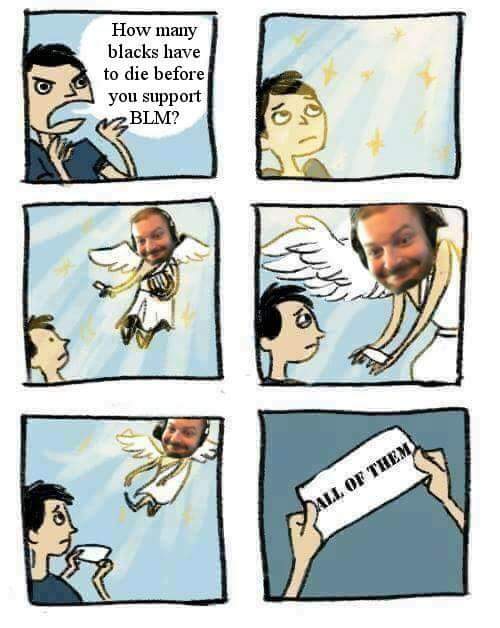 How many
blacks have
to die before
you support
BLM?
ALL OF THEM